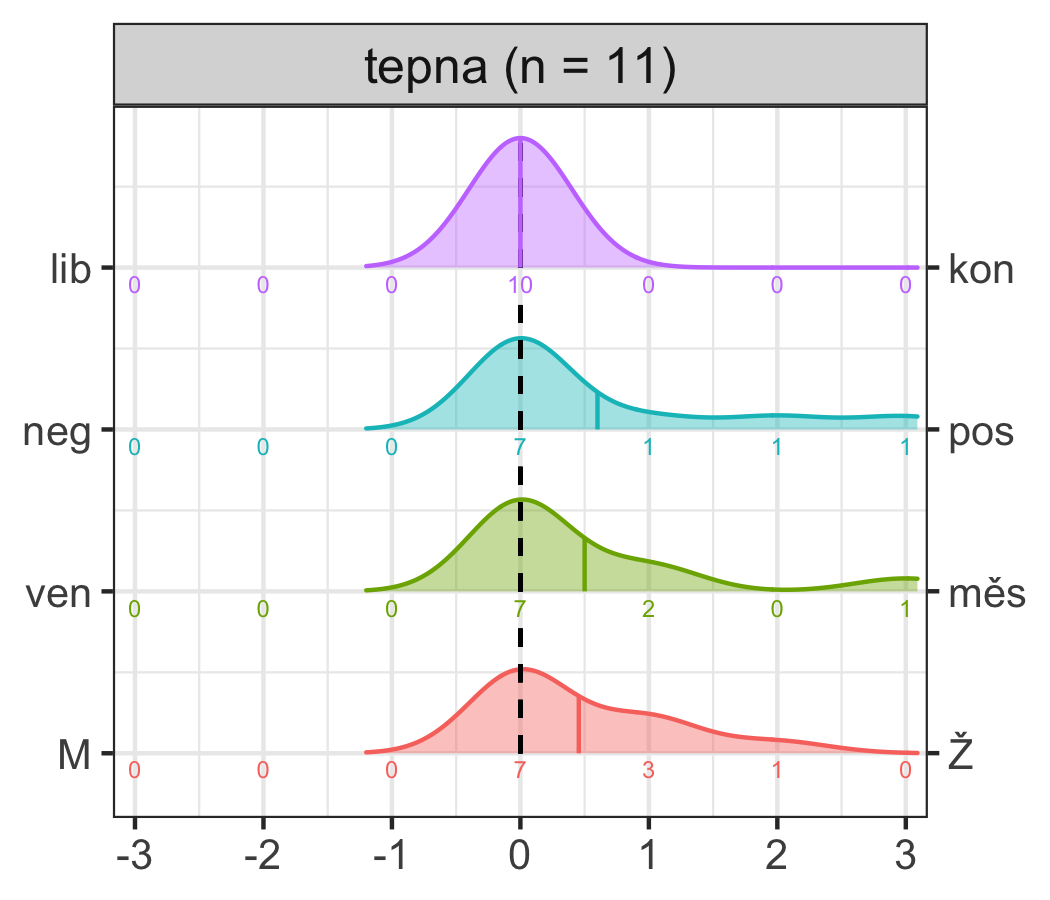 tepna (n = 11)
lib kon
0 0 0 10 0 0 0
neg pos
0 0 0 7 1 1 1
ven měs
0 0 0 7 2 0 1
M Ž
0 0 0 7 3 1 0
-3 -2 -1 0 1 2 3